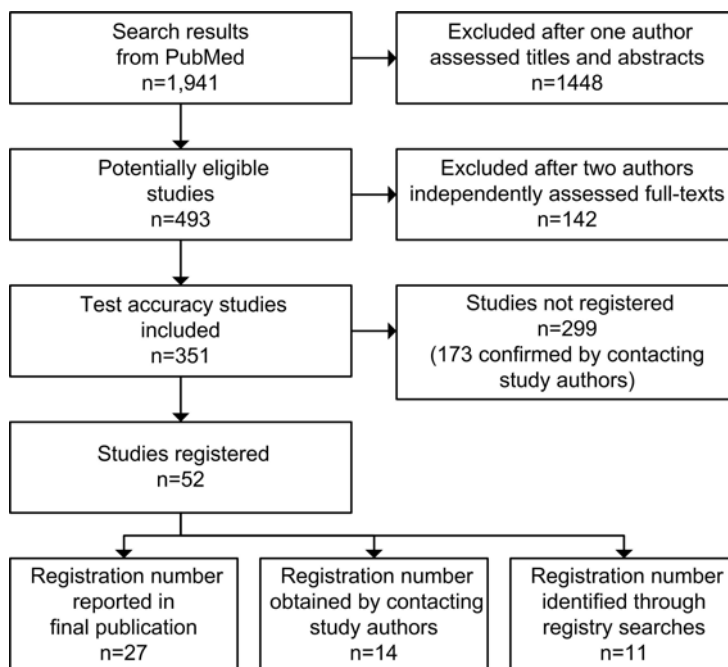 Search results
from PubMed
n=1,941
Excluded after one author
assessed titles and abstracts
n=1448
Potentially eligible
studies
n=493
Excluded after two authors
independently assessed full-texts
n=142
Test accuracy studies
included
n=351
Studies not registered
n=299
(173 confirmed by contacting
study authors)
Studies registered
n=52
Registration number
reported in
final publication
n=27
Registration number
obtained by contacting
study authors
n=14
Registration number
identified through
registry searches
n=11